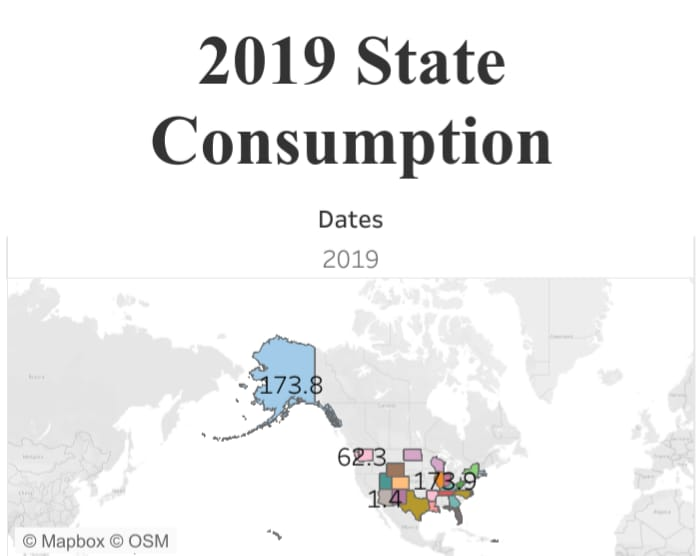 2019 State
Consumption
Dates
2019
173.8
62.3
173.9
1.4
© Mapbox © OSM